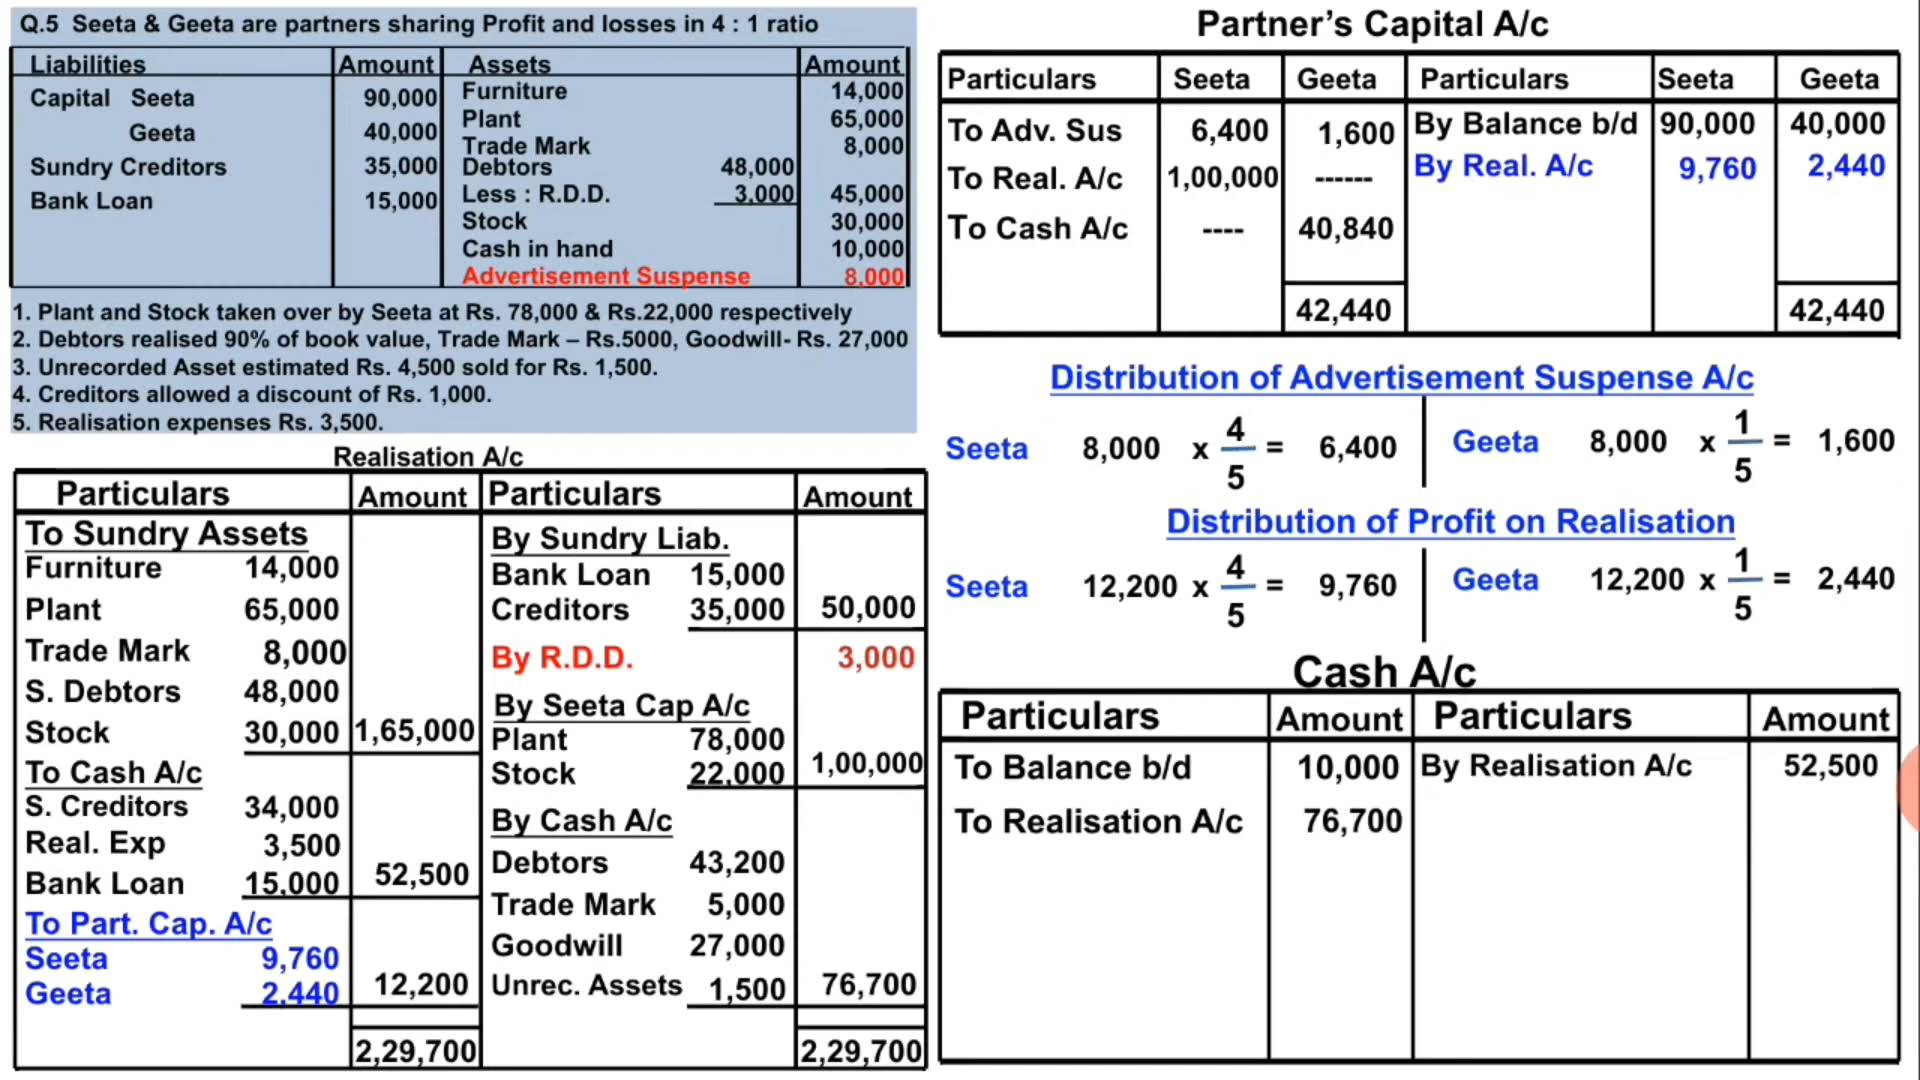 Q.5 Seeta & Geeta are partners sharing Profit and losses in 4 : 1 ratio
Liabilities Amount Assets Amount
Capital Seeta 90,000 Furniture 14,000
Geeta 40,000 Plant 65,000
Sundry Creditors 35,000 Trade Mark 8,000
Bank Loan 15,000 Debtors 48,000
Less : R.D.D. 3,000 45,000
Stock 30,000
Cash in hand 10,000
Advertisement Suspense 8,000
1. Plant and Stock taken over by Seeta at Rs. 78,000 & Rs.22,000 respectively
2. Debtors realised 90% of book value, Trade Mark – Rs.5000, Goodwill- Rs. 27,000
3. Unrecorded Asset estimated Rs. 4,500 sold for Rs. 1,500.
4. Creditors allowed a discount of Rs. 1,000.
5. Realisation expenses Rs. 3,500.
Realisation A/c
Particulars Amount Particulars Amount
To Sundry Assets By Sundry Liab.
Furniture 14,000 Bank Loan 15,000
Plant 65,000 Creditors 35,000 50,000
Trade Mark 8,000 By R.D.D. 3,000
S. Debtors 48,000 By Seeta Cap A/c
Stock 30,000 1,65,000 Plant 78,000
To Cash A/c Stock 22,000 1,00,000
S. Creditors 34,000 By Cash A/c
Real. Exp 3,500 Debtors 43,200
Bank Loan 15,000 52,500 Trade Mark 5,000
To Part. Cap. A/c Goodwill 27,000
Seeta 9,760 Unrec. Assets 1,500 76,700
Geeta 2,440 12,200
2,29,700 2,29,700
Partner’s Capital A/c
Particulars Seeta Geeta Particulars Seeta Geeta
To Adv. Sus 6,400 1,600 By Balance b/d 90,000 40,000
To Real. A/c 1,00,000 ------ By Real. A/c 9,760 2,440
To Cash A/c ---- 40,840
42,440 42,440
Distribution of Advertisement Suspense A/c
Seeta 8,000 x 4/5 = 6,400 Geeta 8,000 x 1/5 = 1,600
Distribution of Profit on Realisation
Seeta 12,200 x 4/5 = 9,760 Geeta 12,200 x 1/5 = 2,440
Cash A/c
Particulars Amount Particulars Amount
To Balance b/d 10,000 By Realisation A/c 52,500
To Realisation A/c 76,700